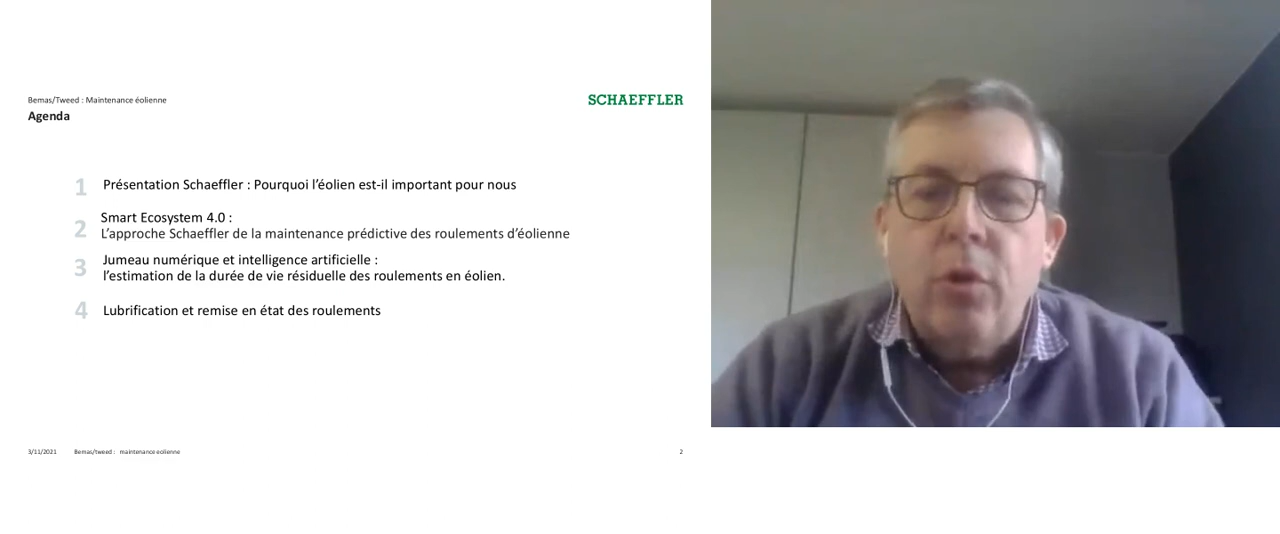 Bemas/Tweed : Maintenance éolienne
SCHAEFFLER
Agenda
1 Présentation Schaeffler : Pourquoi l’éolien est-il important pour nous
2 Smart Ecosystem 4.0 :
L’approche Schaeffler de la maintenance prédictive des roulements d’éolienne
3 Jumeau numérique et intelligence artificielle :
l’estimation de la durée de vie résiduelle des roulements en éolien.
4 Lubrification et remise en état des roulements
3/11/2021 Bemas/tweed : maintenance eolienne 2